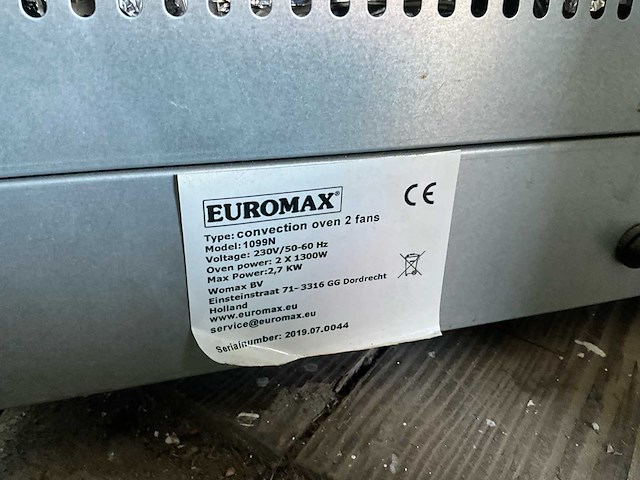 EUROMAX®
CE
Type: convection oven 2 fans
Model: 1099N
Voltage: 230V/50-60 Hz
Oven power: 2 X 1300W
Max Power:2,7 KW
Womax BV
Einsteinstraat 71-3316 GG Dordrecht
Holland
www.euromax.eu
service@euromax.eu
Serialnumber: 2019.07.0044